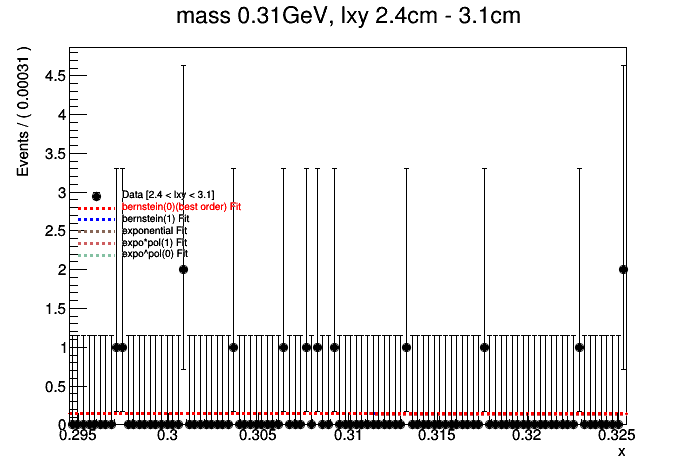 mass 0.31GeV, lxy 2.4cm - 3.1cm
Events / ( 0.00031 )
4.5
4
3.5
3
2.5
2
1.5
1
0.5
0
Data [2.4 < lxy < 3.1]
bernstein(0)(best order) Fit
bernstein(1) Fit
exponential Fit
expo*pol(1) Fit
expo^pol(0) Fit
0.295 0.3 0.305 0.31 0.315 0.32 0.325
x